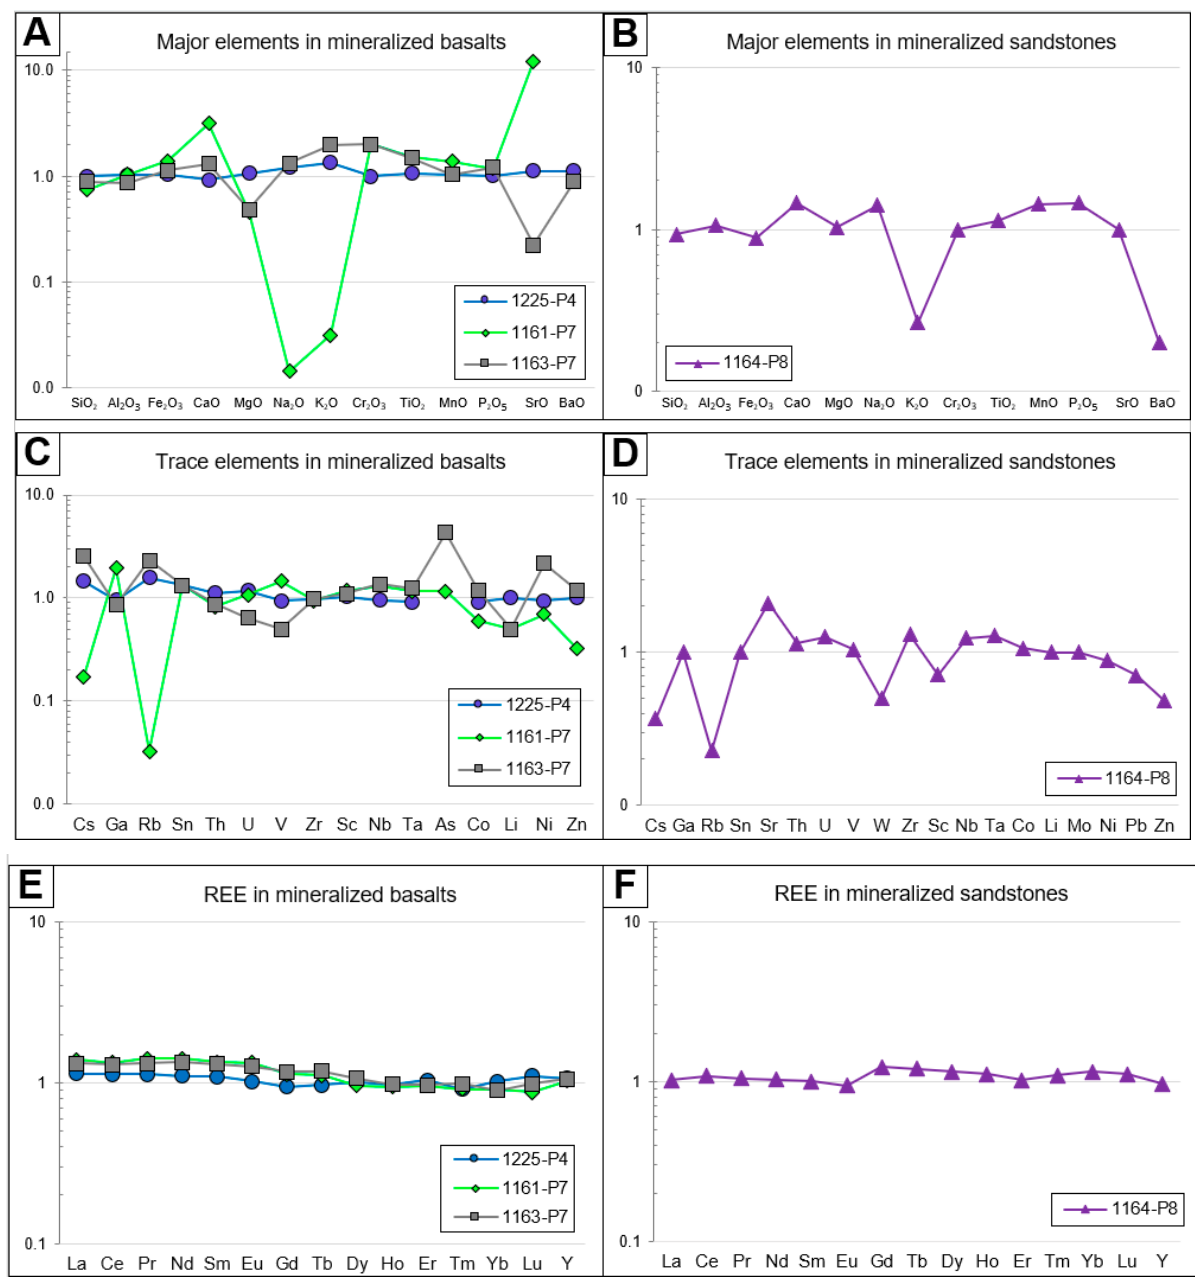 A
Major elements in mineralized basalts
10.0
1.0
0.1
0.0
1225-P4
1161-P7
1163-P7
SiO₂ Al₂O₃ Fe₂O₃ CaO MgO Na₂O K₂O Cr₂O₃ TiO₂ MnO P₂O₅ SrO BaO
B
Major elements in mineralized sandstones
10
1
0
1164-P8
SiO₂ Al₂O₃ Fe₂O₃ CaO MgO Na₂O K₂O Cr₂O₃ TiO₂ MnO P₂O₅ SrO BaO
C
Trace elements in mineralized basalts
10.0
1.0
0.1
0.0
1225-P4
1161-P7
1163-P7
Cs Ga Rb Sn Th U V Zr Sc Nb Ta As Co Li Ni Zn
D
Trace elements in mineralized sandstones
10
1
0
1164-P8
Cs Ga Rb Sn Sr Th U V W Zr Sc Nb Ta Co Li Mo Ni Pb Zn
E
REE in mineralized basalts
10
1
0.1
1225-P4
1161-P7
1163-P7
La Ce Pr Nd Sm Eu Gd Tb Dy Ho Er Tm Yb Lu Y
F
REE in mineralized sandstones
10
1
0.1
1164-P8
La Ce Pr Nd Sm Eu Gd Tb Dy Ho Er Tm Yb Lu Y